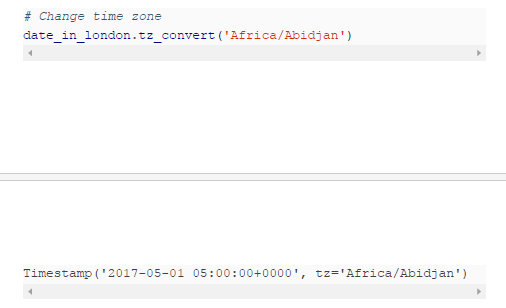 # Change time zone
date_in_london.tz_convert('Africa/Abidjan')
Timestamp('2017-05-01 05:00:00+0000', tz='Africa/Abidjan')